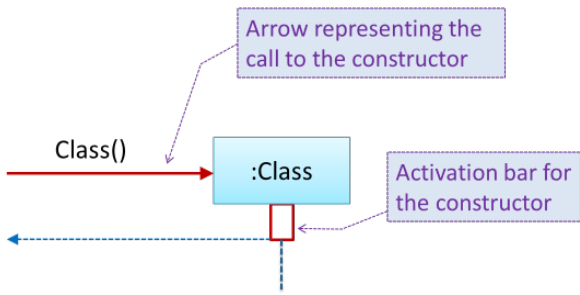 Arrow representing the
call to the constructor
Class()
:Class
Activation bar for
the constructor